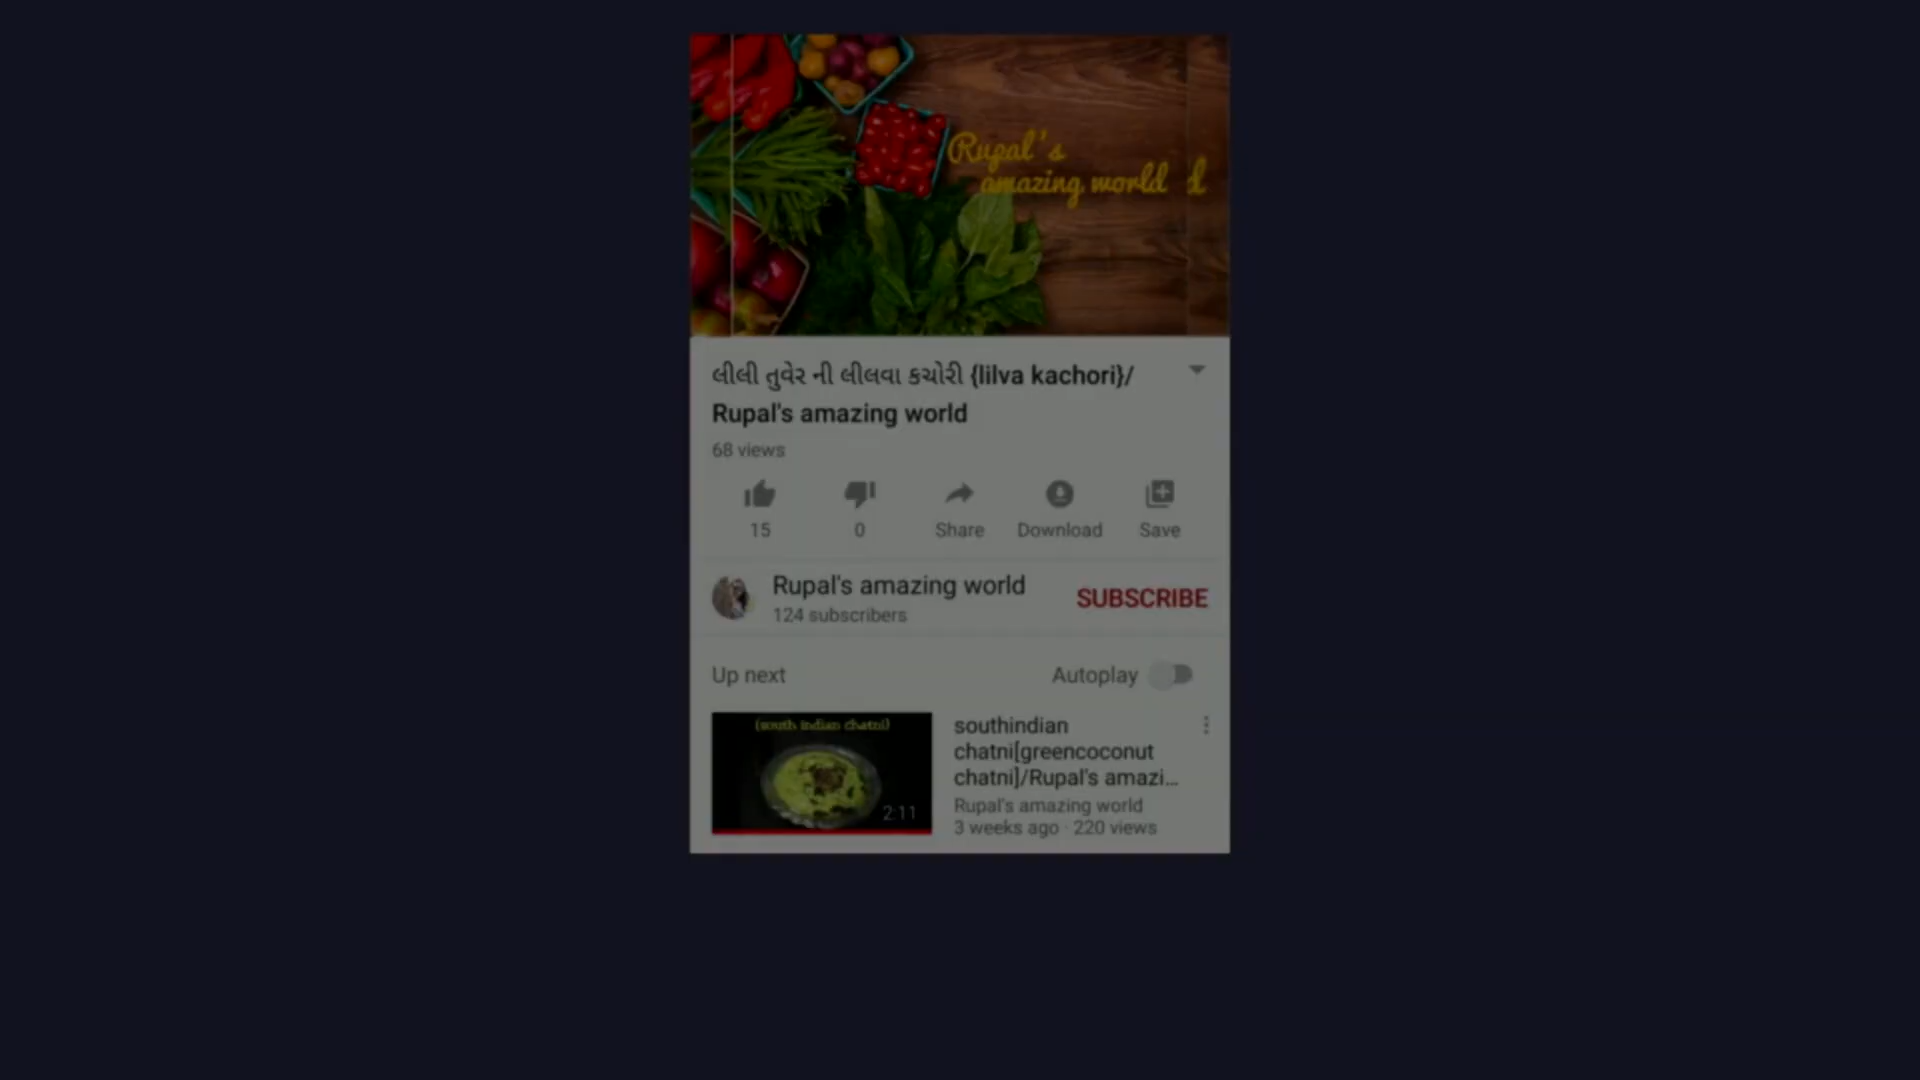 Rupal's
amazing world d
લીલી તુવેર ની લીલવા કચોરી {lilva kachori}/
Rupal's amazing world
68 views
15
0
Share
Download
Save
Rupal's amazing world
124 subscribers
SUBSCRIBE
Up next
Autoplay
(south indian chatni)
2:11
southindian
chatni[greencoconut
chatni]/Rupal's amazi...
Rupal's amazing world
3 weeks ago · 220 views